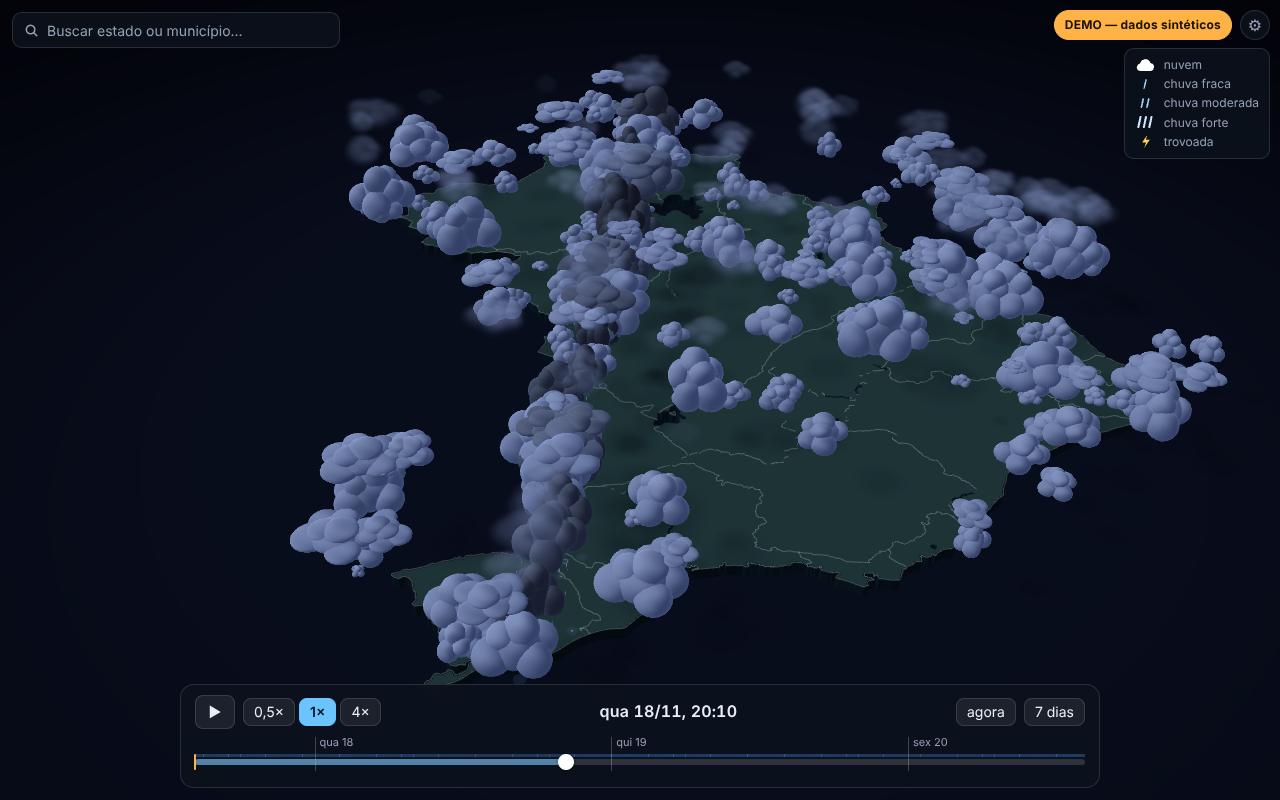 Buscar estado ou município...
DEMO — dados sintéticos
nuvem
chuva fraca
chuva moderada
chuva forte
trovoada
0,5×
1×
4×
qua 18/11, 20:10
agora
7 dias
qua 18
qui 19
sex 20